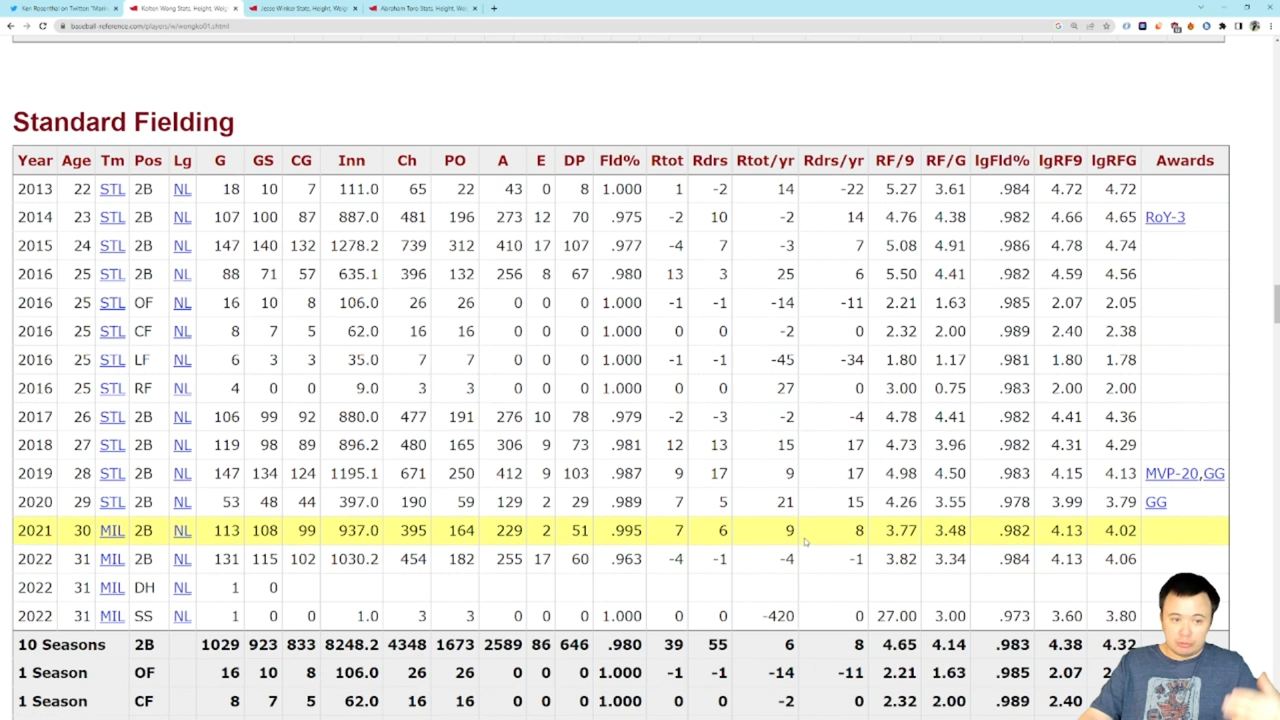 Ken Rosenthal on Twitter: "Mari
Kolten Wong Stats, Height, Weig
Jesse Winker Stats, Height, Weig
Abraham Toro Stats, Height, We
baseball-reference.com/players/w/wongko01.shtml
Standard Fielding
Year Age Tm Pos Lg G GS CG Inn Ch PO A E DP Fld% Rtot Rdrs Rtot/yr Rdrs/yr RF/9 RF/G lgFld% lgRF9 lgRFG Awards
2013 22 STL 2B NL 18 10 7 111.0 65 22 43 0 8 1.000 1 -2 14 -22 5.27 3.61 .984 4.72 4.72
2014 23 STL 2B NL 107 100 87 887.0 481 196 273 12 70 .975 -2 10 -2 14 4.76 4.38 .982 4.66 4.65 RoY-3
2015 24 STL 2B NL 147 140 132 1278.2 739 312 410 17 107 .977 -4 7 -3 7 5.08 4.91 .986 4.78 4.74
2016 25 STL 2B NL 88 71 57 635.1 396 132 256 8 67 .980 13 3 25 6 5.50 4.41 .982 4.59 4.56
2016 25 STL OF NL 16 10 8 106.0 26 26 0 0 0 1.000 -1 -1 -14 -11 2.21 1.63 .985 2.07 2.05
2016 25 STL CF NL 8 7 5 62.0 16 16 0 0 0 1.000 0 0 -2 0 2.32 2.00 .989 2.40 2.38
2016 25 STL LF NL 6 3 3 35.0 7 7 0 0 0 1.000 -1 -1 -45 -34 1.80 1.17 .981 1.80 1.78
2016 25 STL RF NL 4 0 0 9.0 3 3 0 0 0 1.000 0 0 27 0 3.00 0.75 .983 2.00 2.00
2017 26 STL 2B NL 106 99 92 880.0 477 191 276 10 78 .979 -2 -3 -2 -4 4.78 4.41 .982 4.41 4.36
2018 27 STL 2B NL 119 98 89 896.2 480 165 306 9 73 .981 12 13 15 17 4.73 3.96 .982 4.31 4.29
2019 28 STL 2B NL 147 134 124 1195.1 671 250 412 9 103 .987 9 17 9 17 4.98 4.50 .983 4.15 4.13 MVP-20,GG
2020 29 STL 2B NL 53 48 44 397.0 190 59 129 2 29 .989 7 5 21 15 4.26 3.55 .978 3.99 3.79 GG
2021 30 MIL 2B NL 113 108 99 937.0 395 164 229 2 51 .995 7 6 9 8 3.77 3.48 .982 4.13 4.02
2022 31 MIL 2B NL 131 115 102 1030.2 454 182 255 17 60 .963 -4 -1 -4 -1 3.82 3.34 .984 4.13 4.06
2022 31 MIL DH NL 1 0
2022 31 MIL SS NL 1 0 0 1.0 3 3 0 0 0 1.000 0 0 -420 0 27.00 3.00 .973 3.60 3.80
10 Seasons 2B 1029 923 833 8248.2 4348 1673 2589 86 646 .980 39 55 6 8 4.65 4.14 .983 4.38 4.32
1 Season OF 16 10 8 106.0 26 26 0 0 0 1.000 -1 -1 -14 -11 2.21 1.63 .985 2.07
1 Season CF 8 7 5 62.0 16 16 0 0 0 1.000 0 0 -2 0 2.32 2.00 .989 2.40